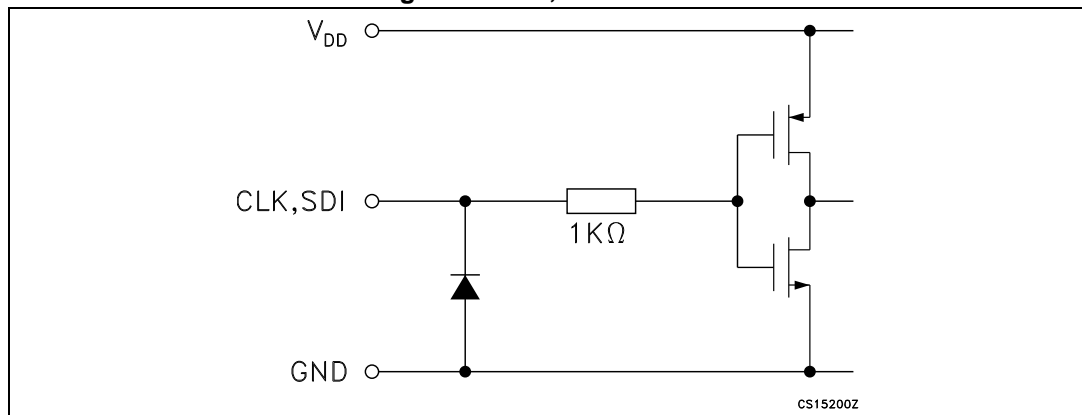 V_DD
CLK,SDI
1KΩ
GND
CS15200Z